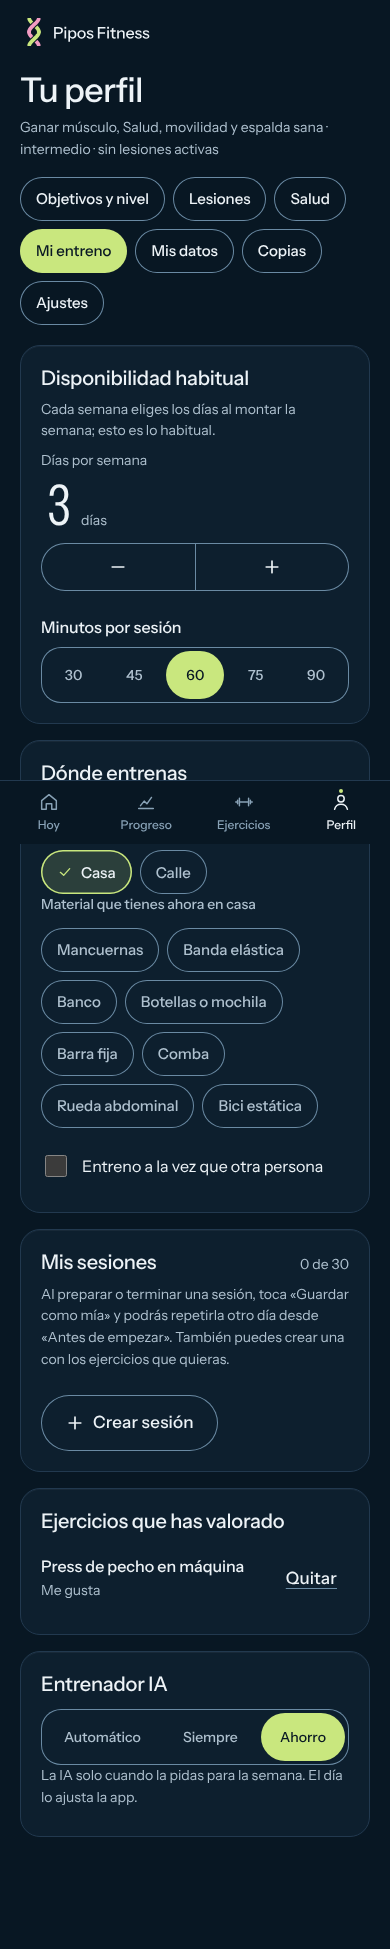 Pipos Fitness
Tu perfil
Ganar músculo, Salud, movilidad y espalda sana ·
intermedio · sin lesiones activas
Objetivos y nivel
Lesiones
Salud
Mi entreno
Mis datos
Copias
Ajustes
Disponibilidad habitual
Cada semana eliges los días al montar la
semana; esto es lo habitual.
Días por semana
3 días
− +
Minutos por sesión
30 45 60 75 90
Dónde entrenas
Hoy Progreso Ejercicios Perfil
Casa Calle
Material que tienes ahora en casa
Mancuernas Banda elástica
Banco Botellas o mochila
Barra fija Comba
Rueda abdominal Bici estática
Entreno a la vez que otra persona
Mis sesiones 0 de 30
Al preparar o terminar una sesión, toca «Guardar
como mía» y podrás repetirla otro día desde
«Antes de empezar». También puedes crear una
con los ejercicios que quieras.
+ Crear sesión
Ejercicios que has valorado
Press de pecho en máquina
Me gusta
Quitar
Entrenador IA
Automático Siempre Ahorro
La IA solo cuando la pidas para la semana. El día
lo ajusta la app.